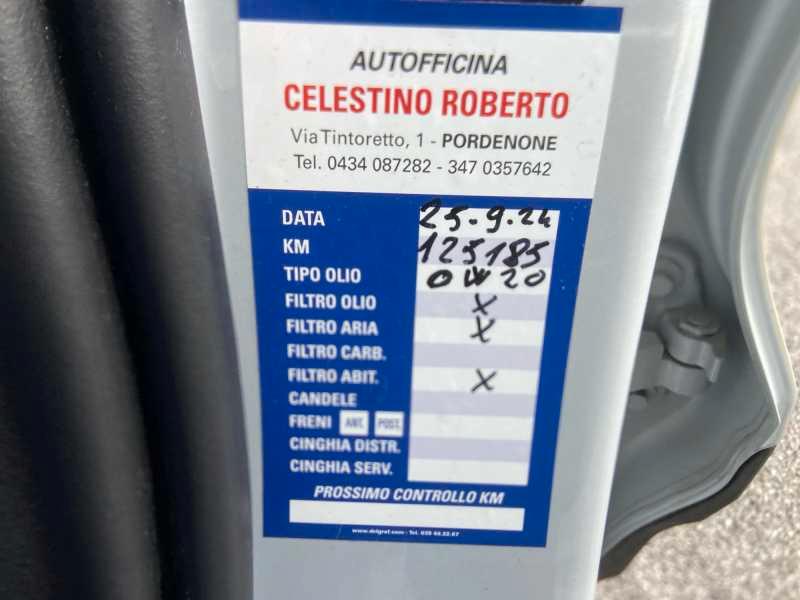 AUTOFFICINA
CELESTINO ROBERTO
Via Tintoretto, 1 - PORDENONE
Tel. 0434 087282 - 347 0357642
DATA 25.9.24
KM 125185
TIPO OLIO 0W20
FILTRO OLIO X
FILTRO ARIA X
FILTRO CARB.
FILTRO ABIT. X
CANDELE
FRENI ANT. POST.
CINGHIA DISTR.
CINGHIA SERV.
PROSSIMO CONTROLLO KM